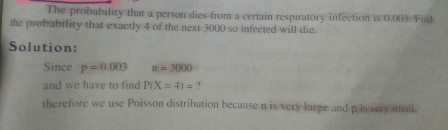 The probability that a person dies from a certain respiratory infection is 0.003. Find
the probability that exactly 4 of the next 3000 so infected will die.
Solution:
Since p = 0.003 n = 3000
and we have to find P(X = 4) = ?
therefore we use Poisson distribution because n is very large and p is very small.